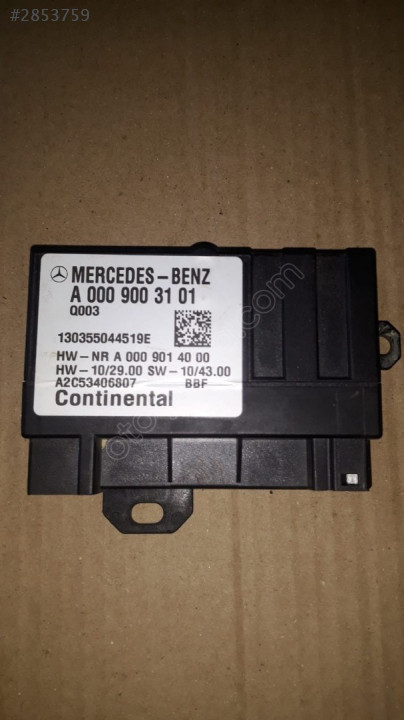 #2853759
MERCEDES-BENZ
A 000 900 31 01
Q003
130355044519E
HW-NR A 000 901 40 00
HW-10/29.00 SW-10/43.00
A2C53406807 BBF
Continental